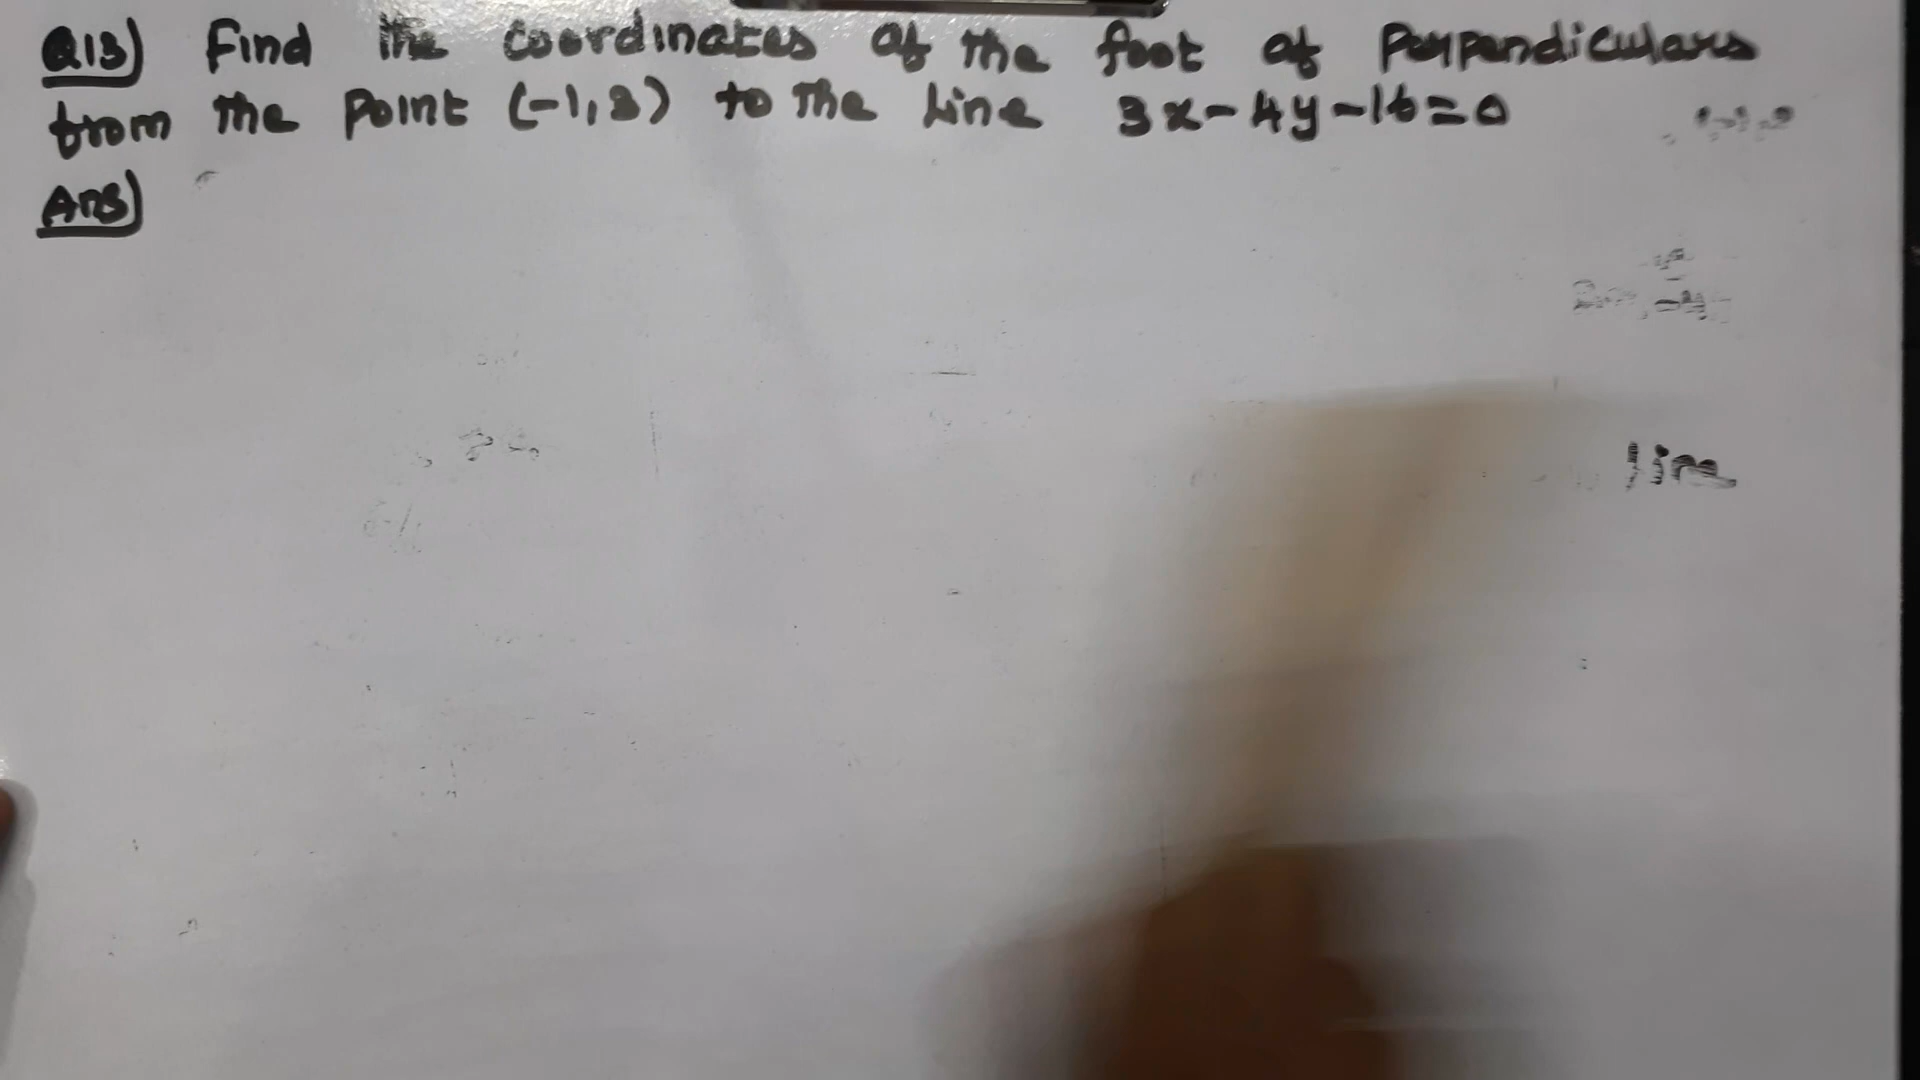 Q13) Find the coordinates of the foot of Perpendiculars
from the Point (-1,3) to the Line 3x-4y-16=0
Ans)
line